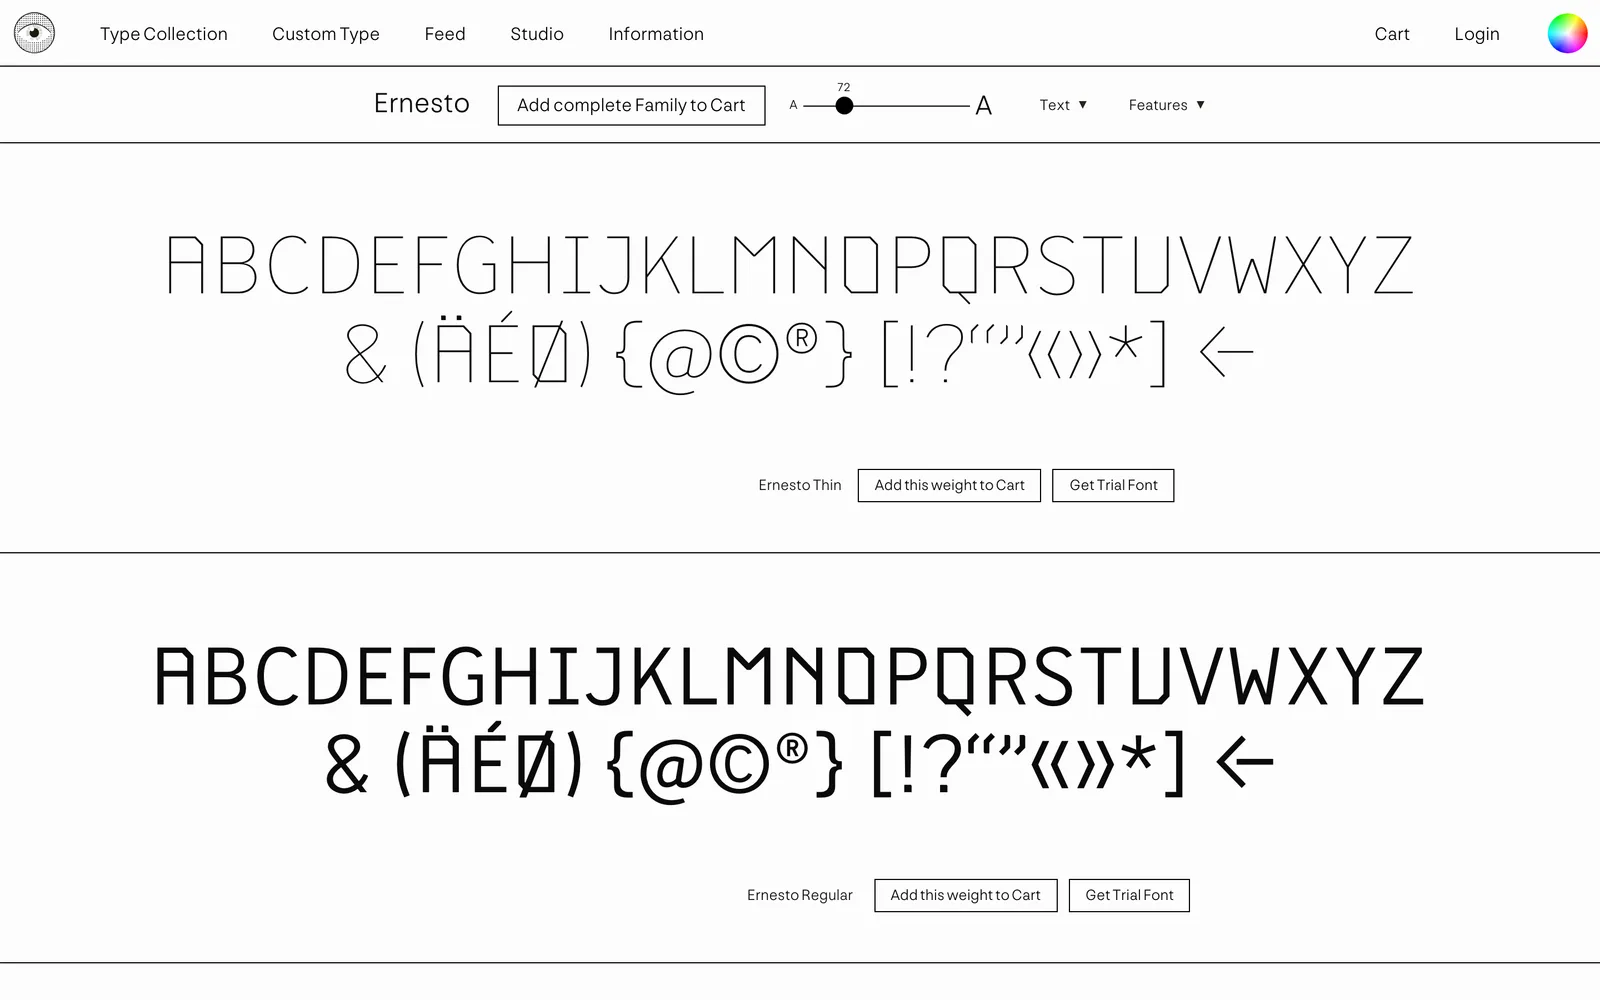 Type Collection Custom Type Feed Studio Information Cart Login
Ernesto Add complete Family to Cart A 72 A Text ▼ Features ▼
ABCDEFGHIJKLMNOPQRSTUVWXYZ
& (ÄÉØ) {@©®} [!?“”«»*] ←
Ernesto Thin Add this weight to Cart Get Trial Font
ABCDEFGHIJKLMNOPQRSTUVWXYZ
& (ÄÉØ) {@©®} [!?“”«»*] ←
Ernesto Regular Add this weight to Cart Get Trial Font